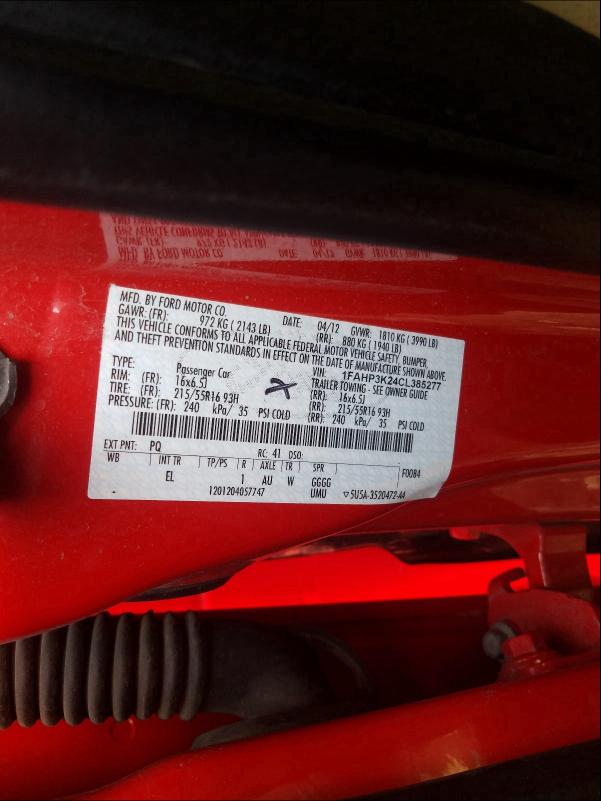 MFD. BY FORD MOTOR CO. DATE: 04/12 GVWR: 1810 KG ( 3990 LB)
GAWR: (FR): 972 KG ( 2143 LB) (RR): 880 KG ( 1940 LB)
THIS VEHICLE CONFORMS TO ALL APPLICABLE FEDERAL MOTOR VEHICLE SAFETY, BUMPER,
AND THEFT PREVENTION STANDARDS IN EFFECT ON THE DATE OF MANUFACTURE SHOWN ABOVE.
TYPE: Passenger Car VIN: 1FAHP3K24CL385277
TRAILER TOWING - SEE OWNER GUIDE
RIM: (FR): 16x6.5J (RR): 16x6.5J
TIRE: (FR): 215/55R16 93H (RR): 215/55R16 93H
PRESSURE: (FR): 240 kPa/ 35 PSI COLD (RR): 240 kPa/ 35 PSI COLD
EXT PNT: PQ RC: 41 DSO:
WB INT TR TP/PS R AXLE TR SPR F0084
EL 1 AU W GGGG
1201204057747 UMU ▽5U5A-3520472-AA